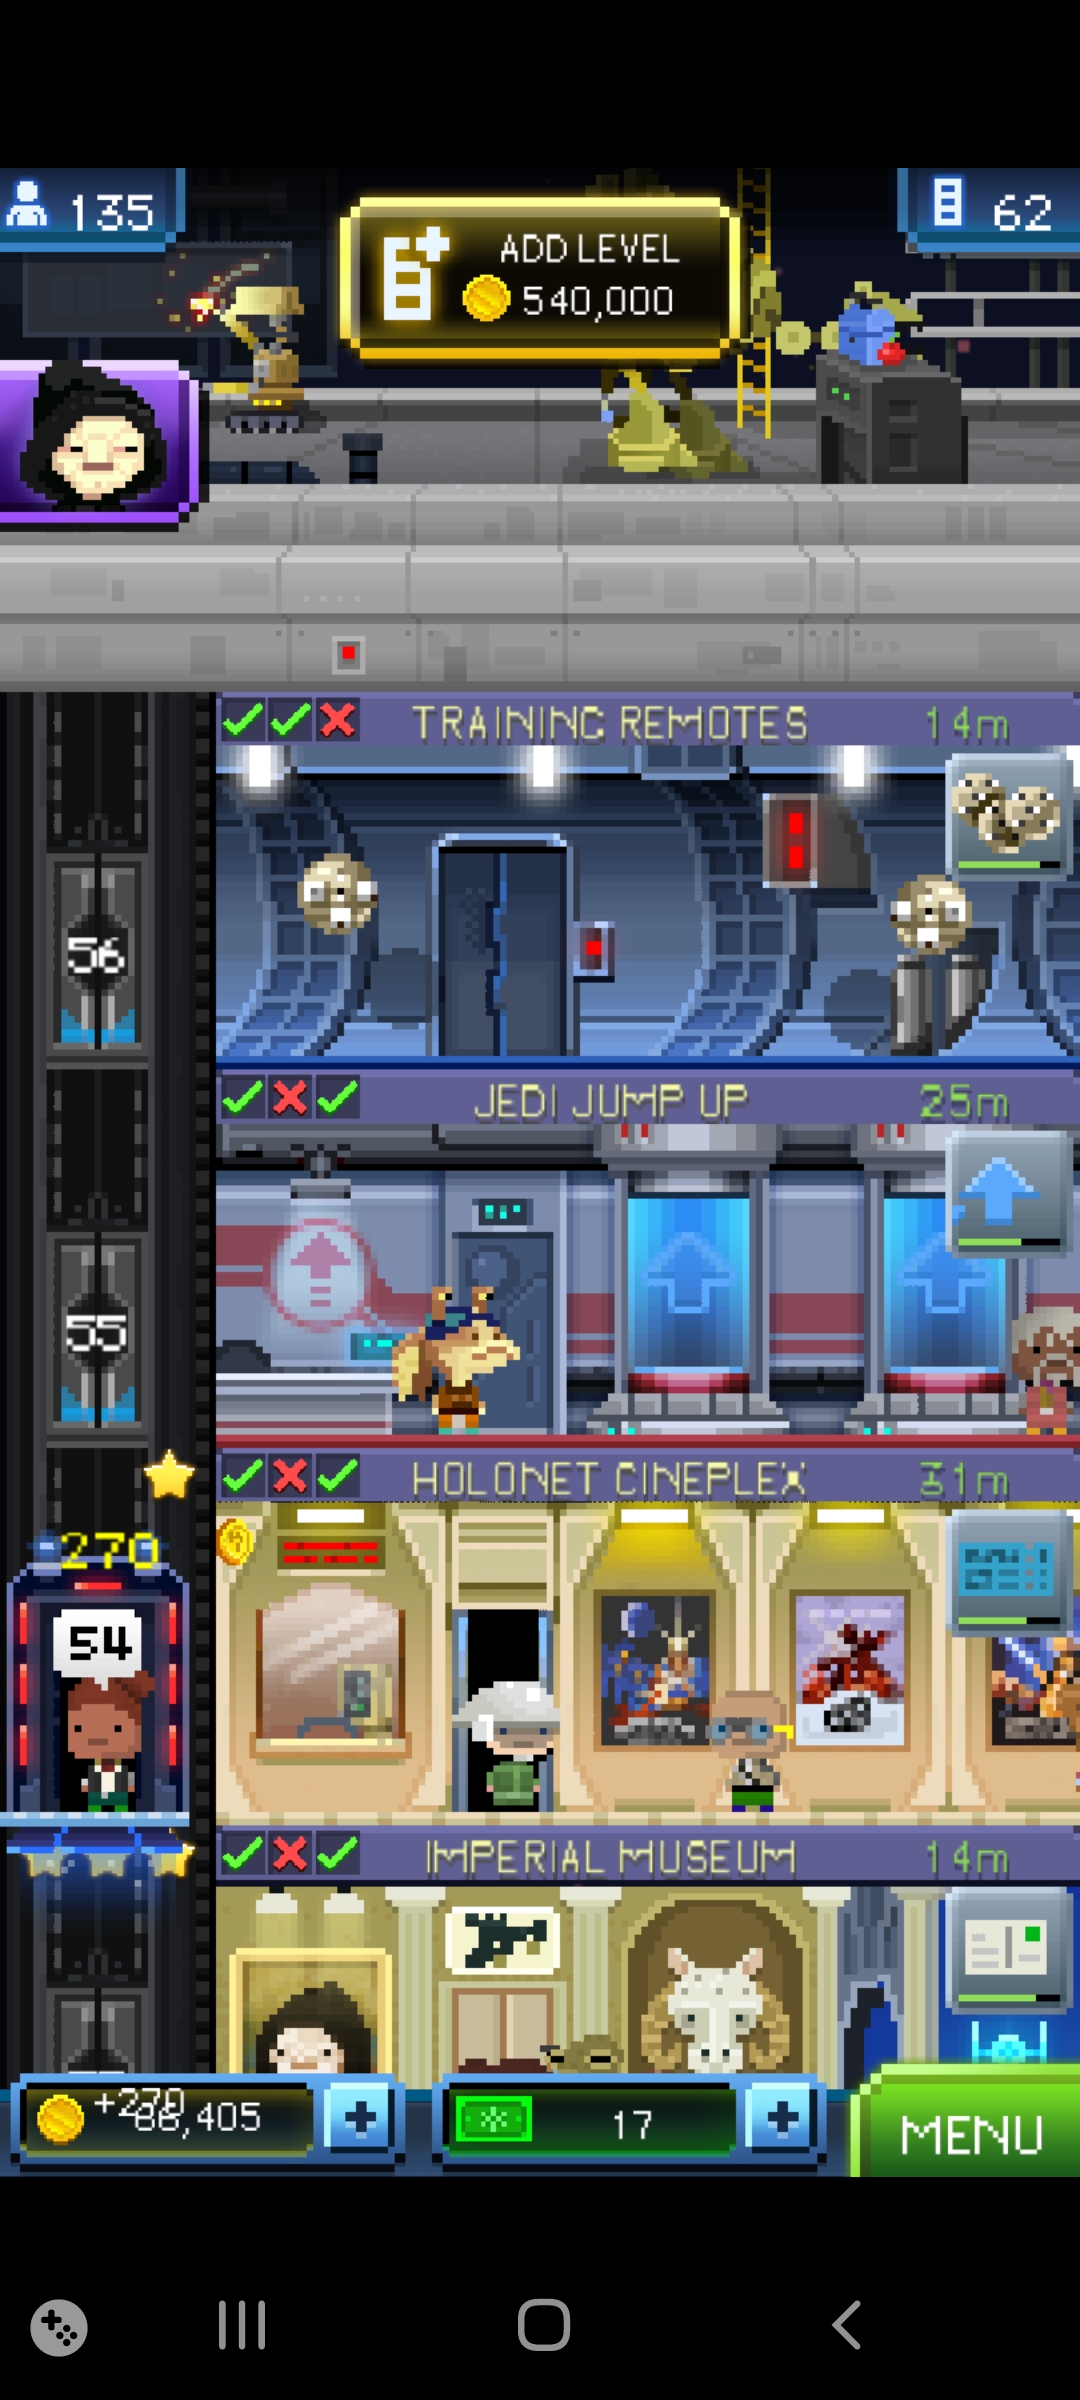 135
ADD LEVEL
540,000
62
TRAINING REMOTES 14m
56
JEDI JUMP UP 25m
55
HOLONET CINEPLEX 31m
270
54
IMPERIAL MUSEUM 14m
+270
88,405
17
MENU